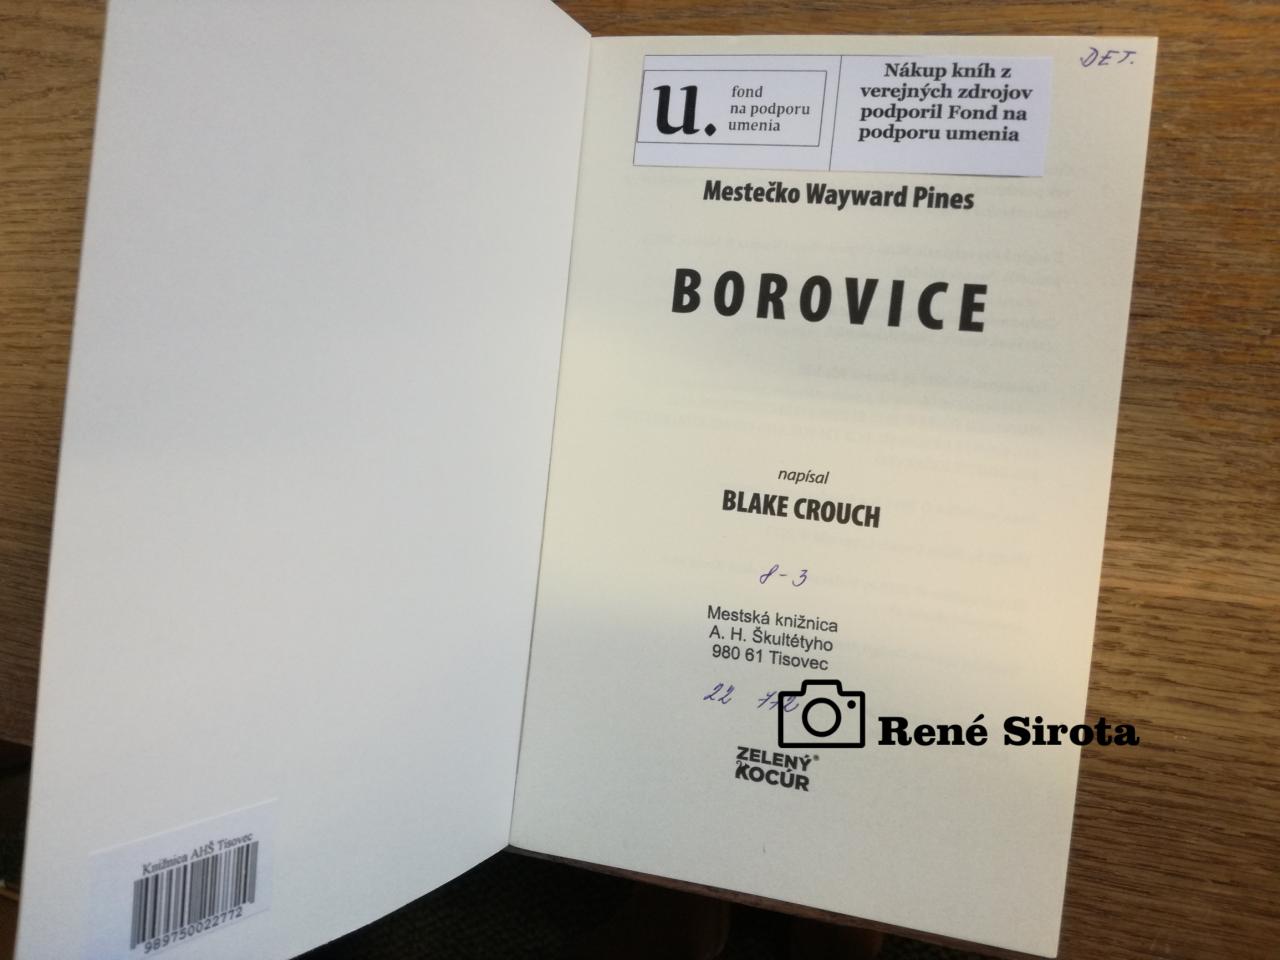 DET.
u.
fond
na podporu
umenia
Nákup kníh z
verejných zdrojov
podporil Fond na
podporu umenia
Mestečko Wayward Pines
BOROVICE
napísal
BLAKE CROUCH
8-3
Mestská knižnica
A. H. Škultétyho
980 61 Tisovec
22 772
René Sirota
ZELENÝ®
KOCÚR
Knižnica AHŠ Tisovec
989750022772